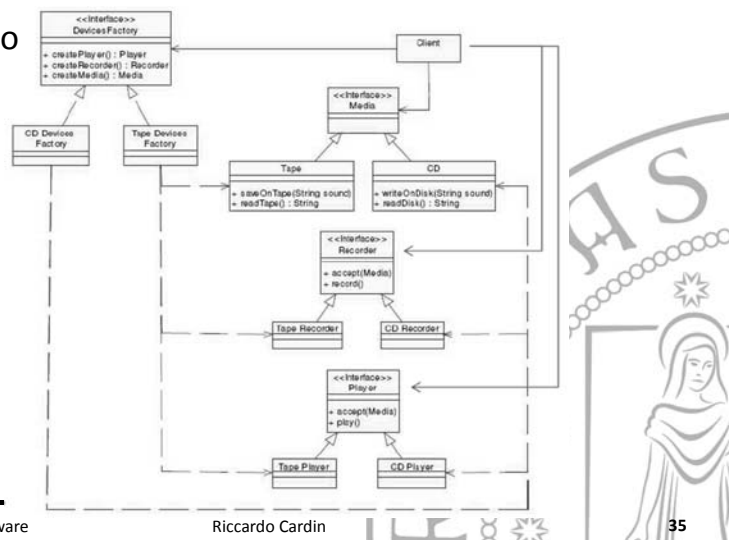 o
<<Interface>>
DevicesFactory
+ createPlayer() : Player
+ createRecorder() : Recorder
+ createMedia() : Media
Client
<<Interface>>
Media
CD Devices
Factory
Tape Devices
Factory
Tape
+ saveOnTape(String sound)
+ readTape() : String
CD
+ writeOnDisk(String sound)
+ readDisk() : String
<<Interface>>
Recorder
+ accept(Media)
+ record()
Tape Recorder
CD Recorder
<<Interface>>
Player
+ accept(Media)
+ play()
Tape Player
CD Player
ware
Riccardo Cardin
35